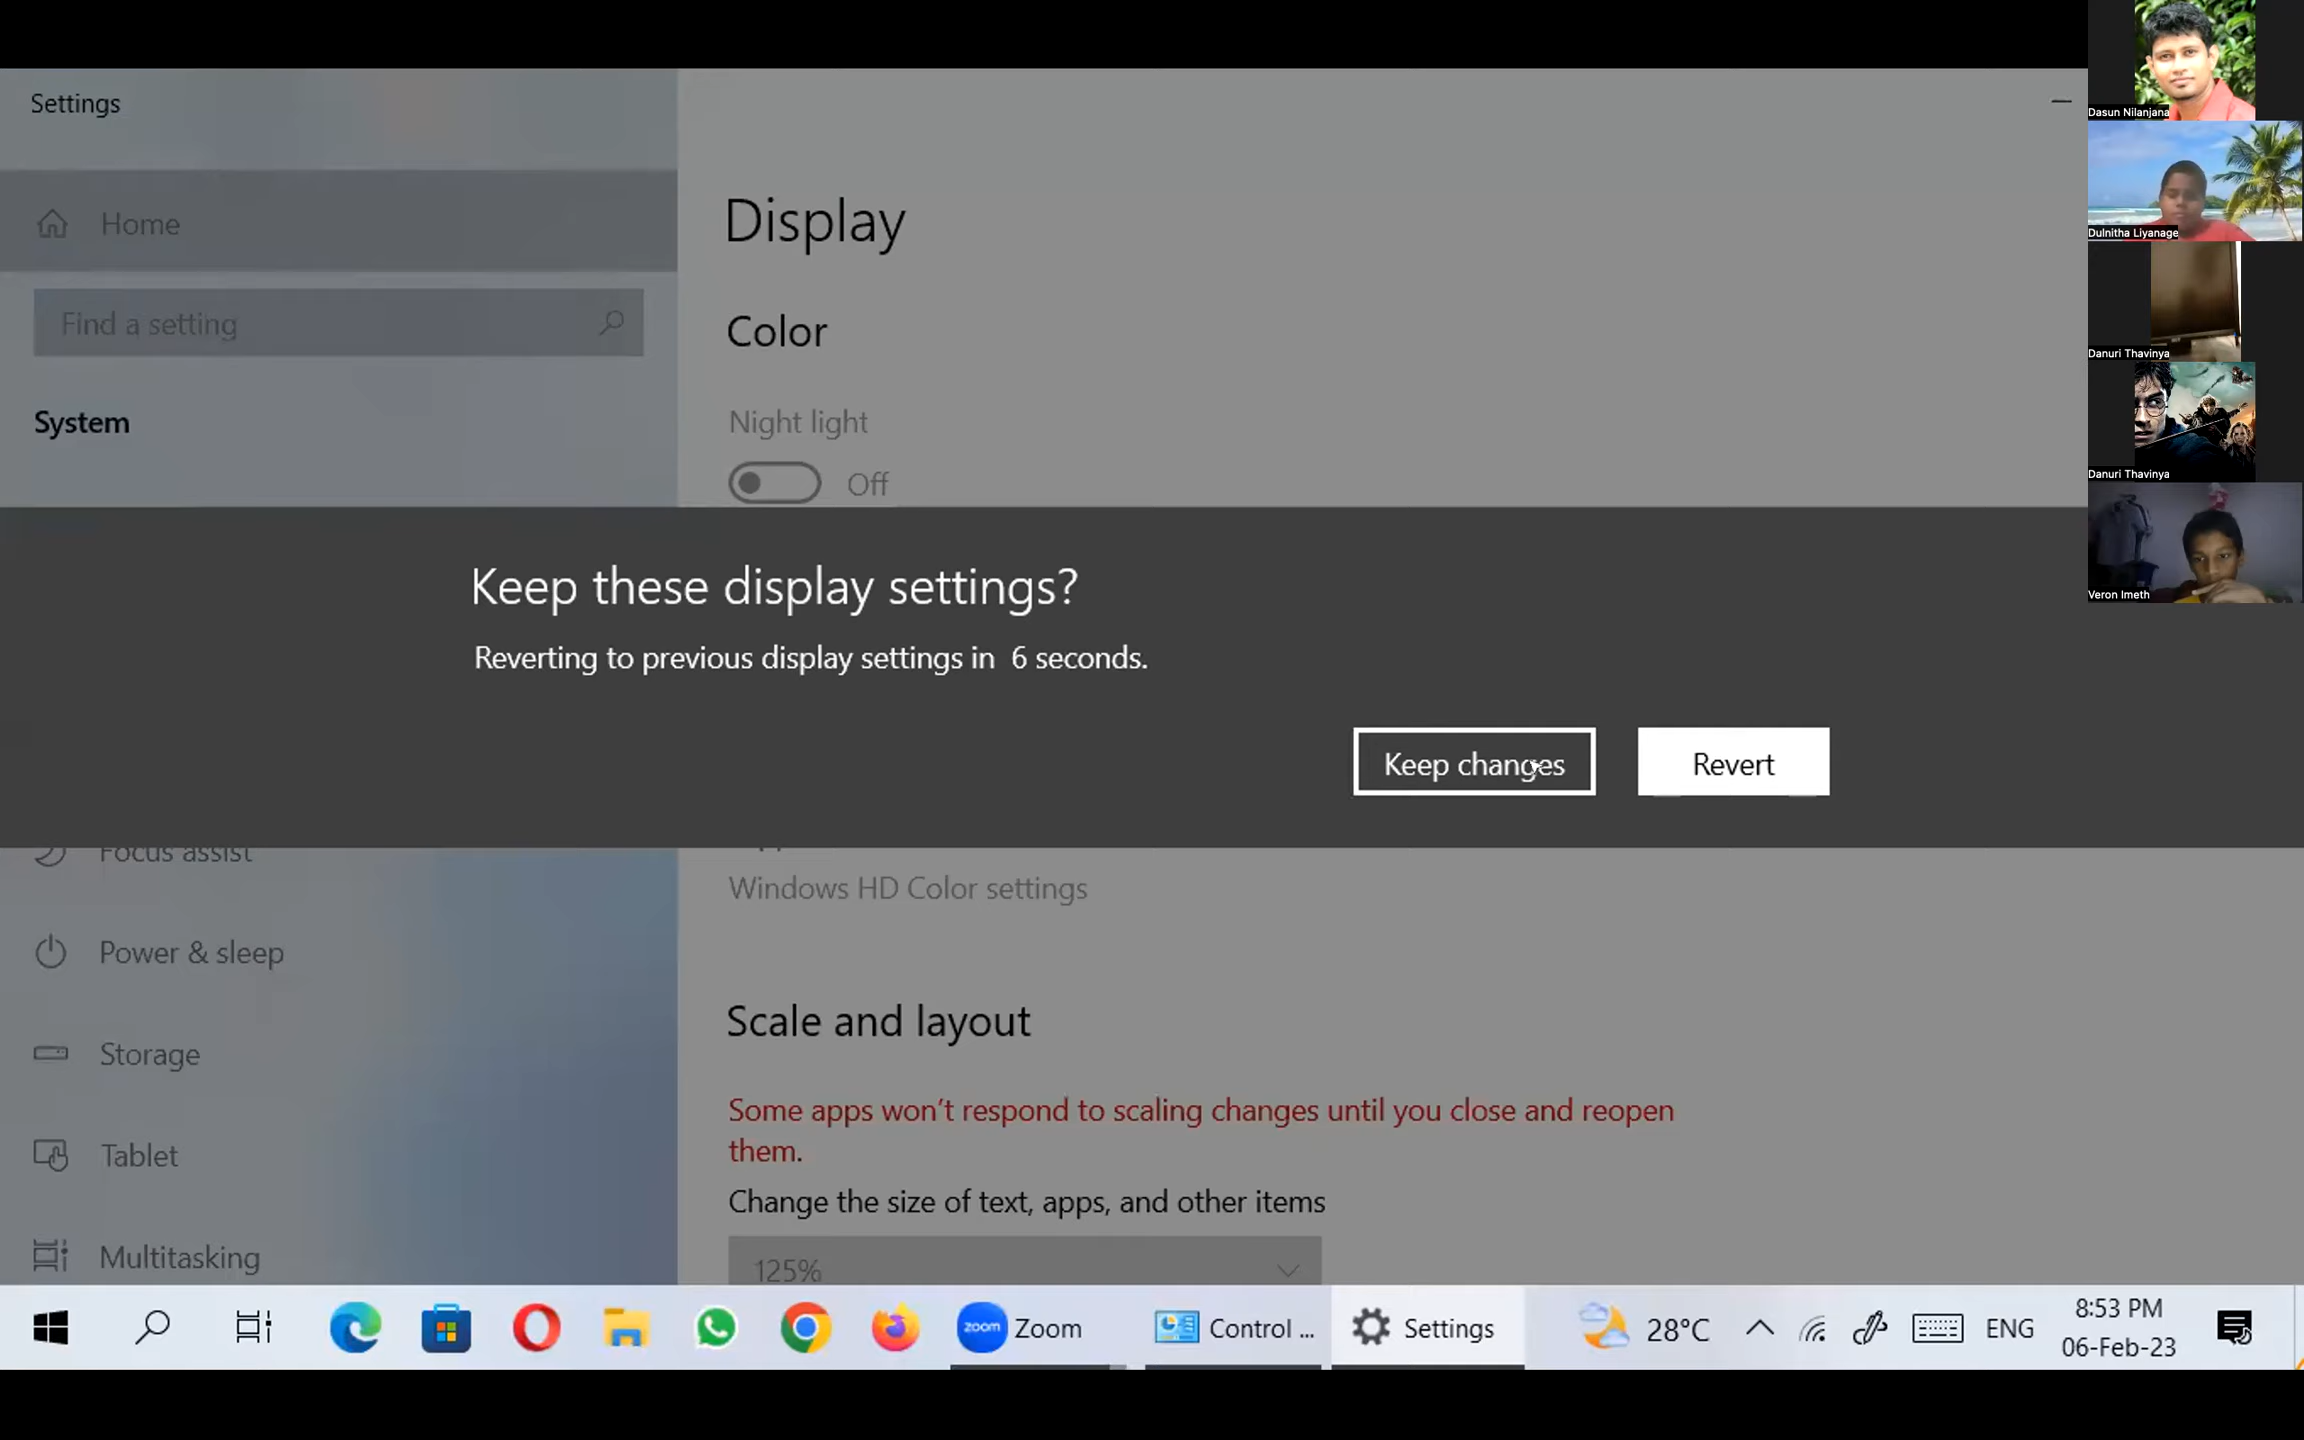 Settings
Home
Find a setting
System
Display
Color
Night light
Off
Keep these display settings?
Reverting to previous display settings in 6 seconds.
Keep changes
Revert
Focus assist
Power & sleep
Storage
Tablet
Multitasking
Windows HD Color settings
Scale and layout
Some apps won't respond to scaling changes until you close and reopen
them.
Change the size of text, apps, and other items
125%
zoom Zoom
Control ...
Settings
28°C
ENG
8:53 PM
06-Feb-23
Dasun Nilanjana
Dulnitha Liyanage
Danuri Thavinya
Danuri Thavinya
Veron Imeth